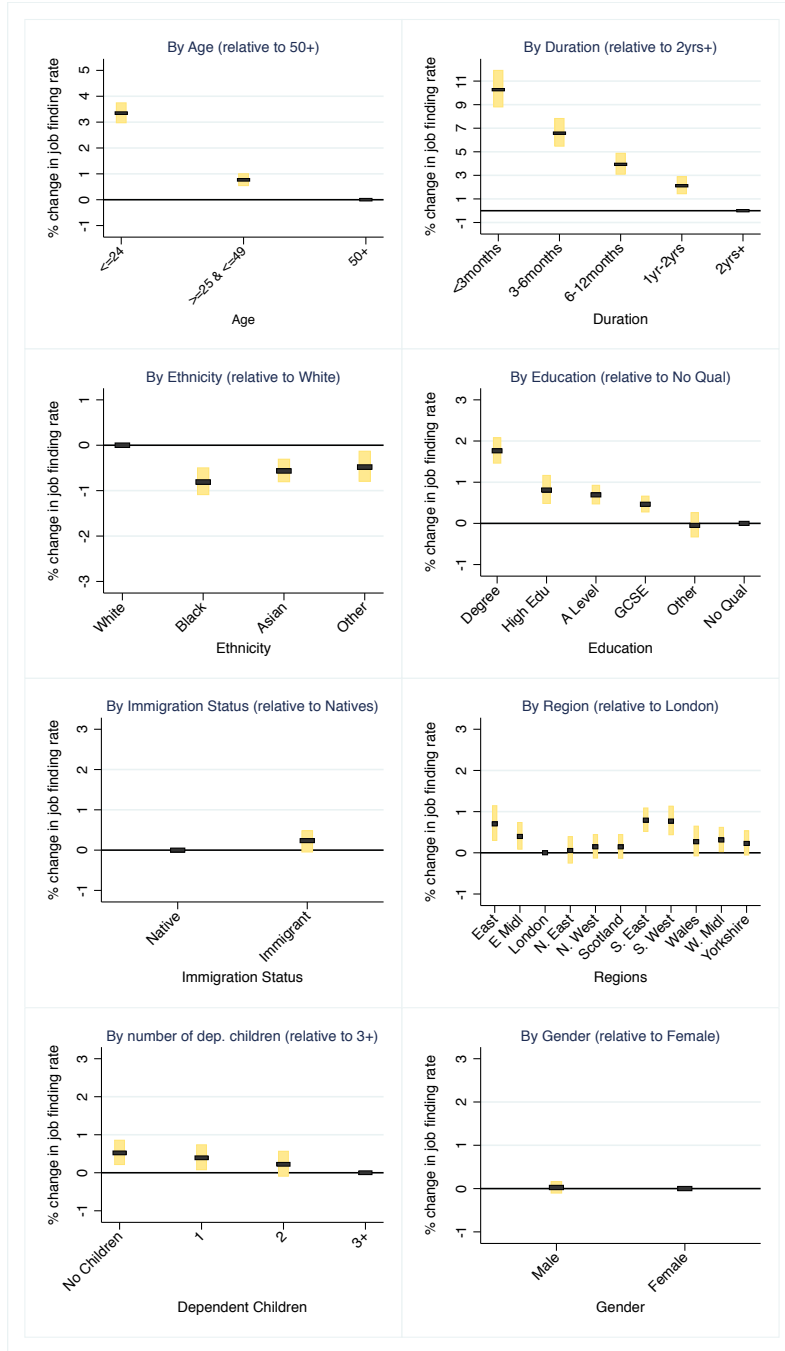 By Age (relative to 50+)
% change in job finding rate
5
4
3
2
1
0
-1
<=24
>=25 & <=49
50+
Age
By Duration (relative to 2yrs+)
% change in job finding rate
11
9
7
5
3
1
-1
<3months
3-6months
6-12months
1yr-2yrs
2yrs+
Duration
By Ethnicity (relative to White)
% change in job finding rate
1
0
-1
-2
-3
White
Black
Asian
Other
Ethnicity
By Education (relative to No Qual)
% change in job finding rate
3
2
1
0
-1
Degree
High Edu
A Level
GCSE
Other
No Qual
Education
By Immigration Status (relative to Natives)
% change in job finding rate
3
2
1
0
-1
Native
Immigrant
Immigration Status
By Region (relative to London)
% change in job finding rate
3
2
1
0
-1
East
E Midl
London
N. East
N. West
Scotland
S. East
S. West
Wales
W. Midl
Yorkshire
Regions
By number of dep. children (relative to 3+)
% change in job finding rate
3
2
1
0
-1
No Children
1
2
3+
Dependent Children
By Gender (relative to Female)
% change in job finding rate
3
2
1
0
-1
Male
Female
Gender